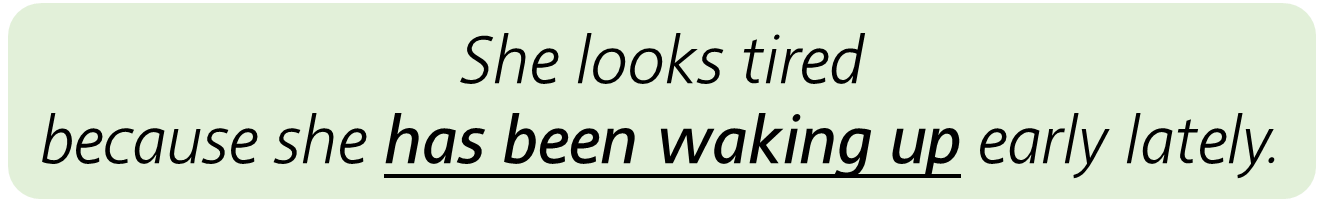 She looks tired
because she has been waking up early lately.